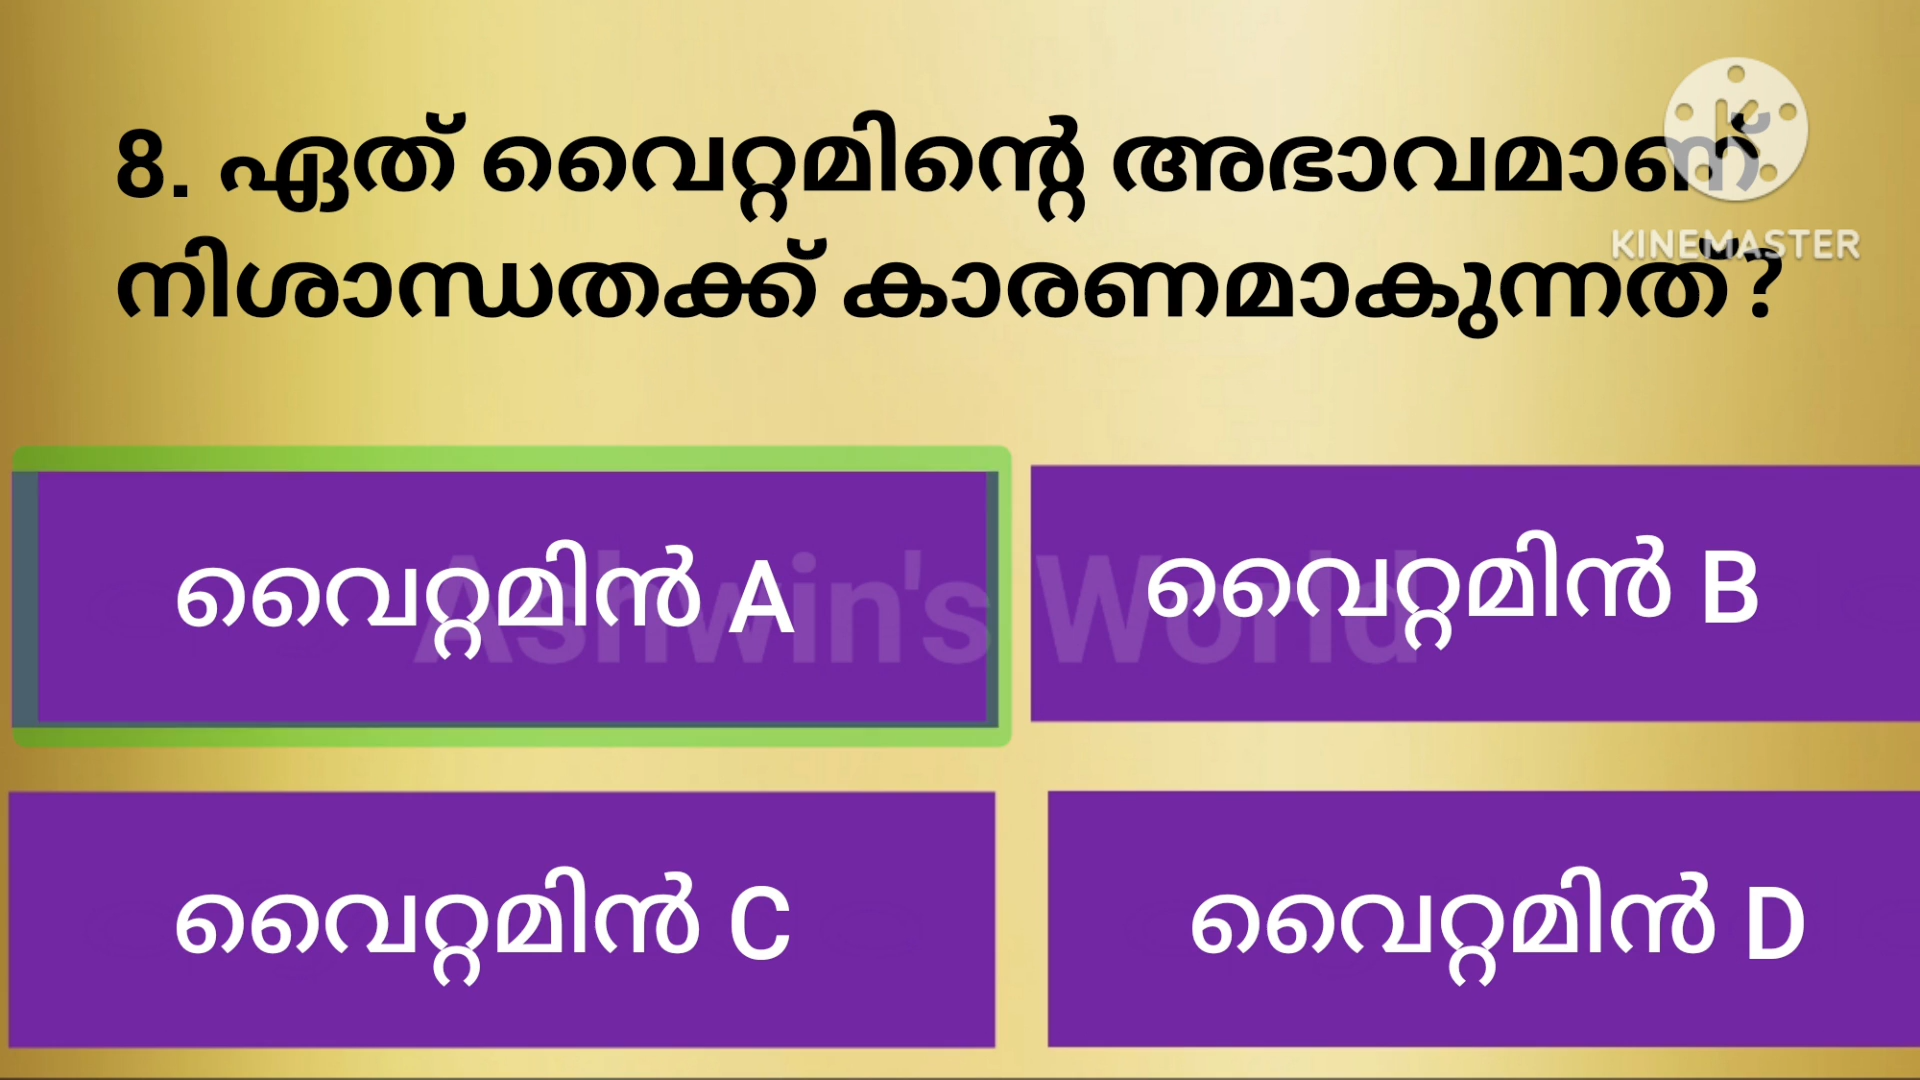 8. ഏത് വൈറ്റമിന്റെ അഭാവമാണ്
നിശാന്ധതക്ക് കാരണമാകുന്നത്?
KINEMASTER
വൈറ്റമിൻ A
വൈറ്റമിൻ B
Ashwin's World
വൈറ്റമിൻ C
വൈറ്റമിൻ D